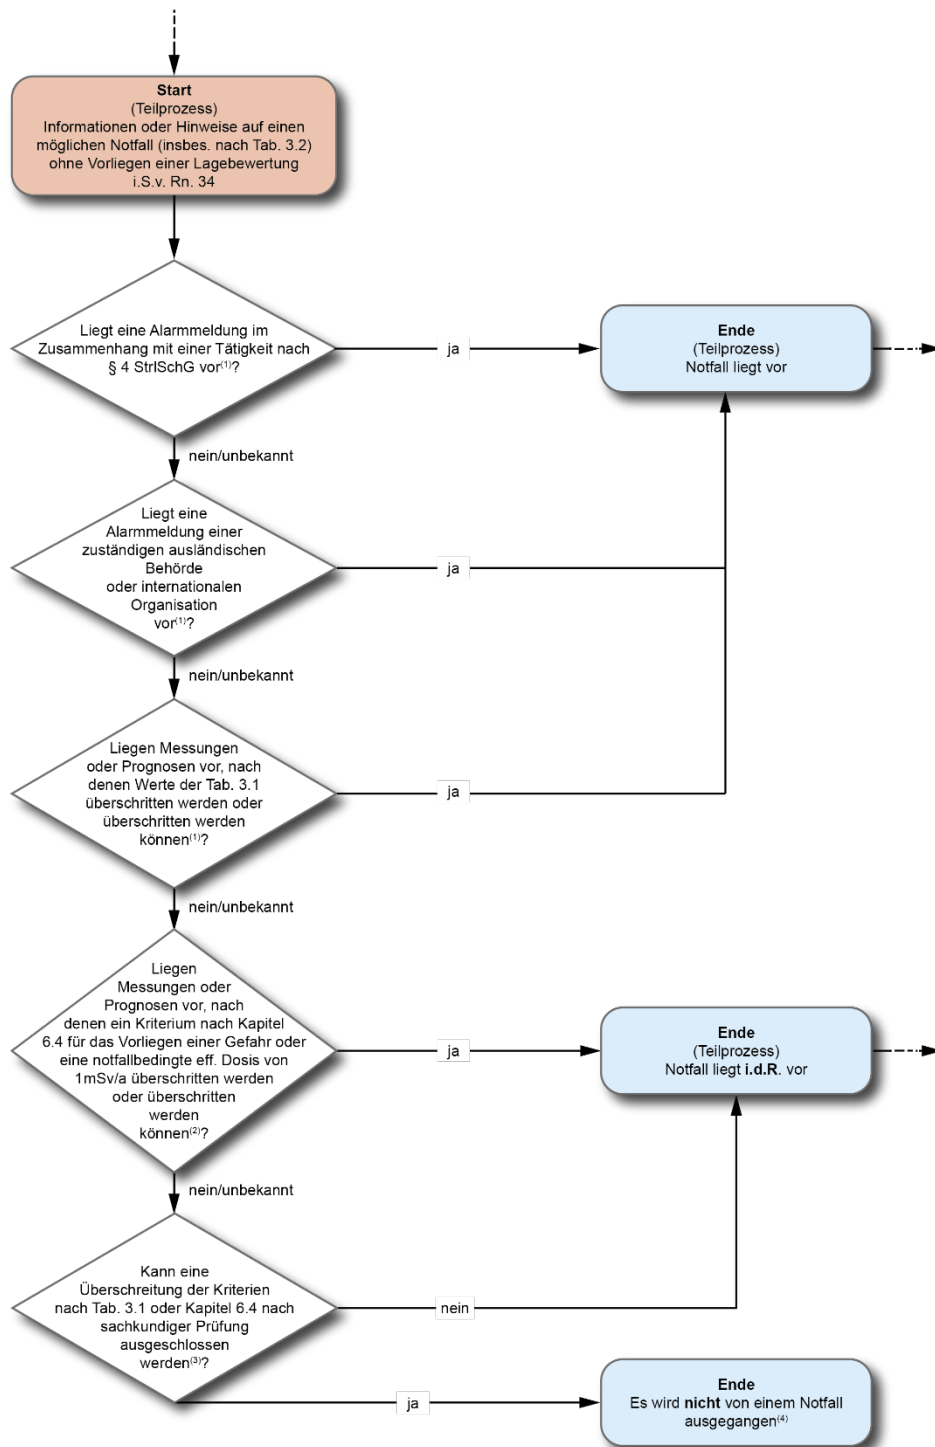 Start
(Teilprozess)
Informationen oder Hinweise auf einen
möglichen Notfall (insbes. nach Tab. 3.2)
ohne Vorliegen einer Lagebewertung
i.S.v. Rn. 34
Liegt eine Alarmmeldung im
Zusammenhang mit einer Tätigkeit nach
§ 4 StrlSchG vor(1)?
ja
Ende
(Teilprozess)
Notfall liegt vor
nein/unbekannt
Liegt eine
Alarmmeldung einer
zuständigen ausländischen
Behörde
oder internationalen
Organisation
vor(1)?
ja
nein/unbekannt
Liegen Messungen
oder Prognosen vor, nach
denen Werte der Tab. 3.1
überschritten werden oder
überschritten werden
können(1)?
ja
nein/unbekannt
Liegen
Messungen oder
Prognosen vor, nach
denen ein Kriterium nach Kapitel
6.4 für das Vorliegen einer Gefahr oder
eine notfallbedingte eff. Dosis von
1mSv/a überschritten werden
oder überschritten
werden
können(2)?
ja
Ende
(Teilprozess)
Notfall liegt i.d.R. vor
nein/unbekannt
Kann eine
Überschreitung der Kriterien
nach Tab. 3.1 oder Kapitel 6.4 nach
sachkundiger Prüfung
ausgeschlossen
werden(3)?
nein
ja
Ende
Es wird nicht von einem Notfall
ausgegangen(4)